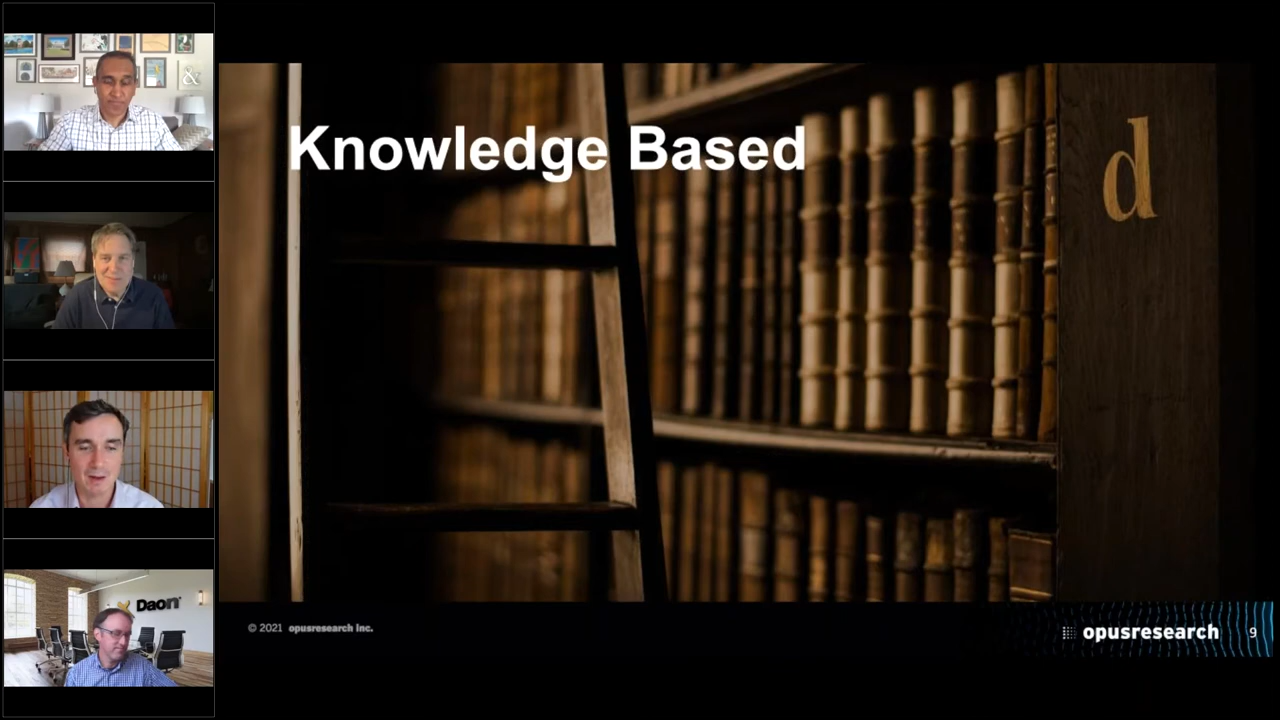 &
Daon
Knowledge Based
d
© 2021 opusresearch Inc.
opusresearch 9